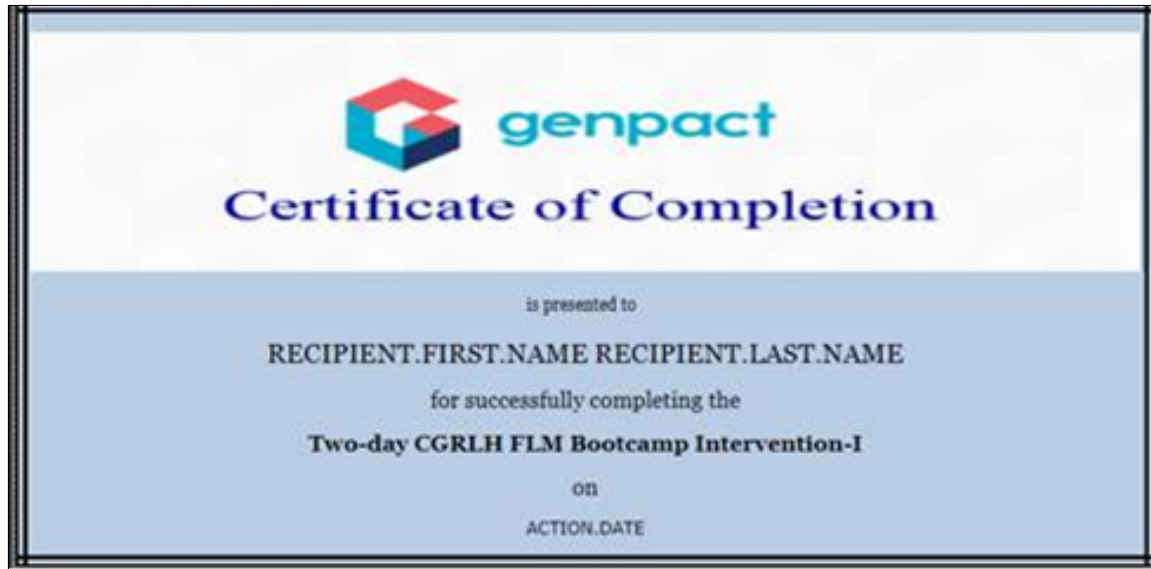 genpact
Certificate of Completion
is presented to
RECIPIENT.FIRST.NAME RECIPIENT.LAST.NAME
for successfully completing the
Two-day CGRLH FLM Bootcamp Intervention-I
on
ACTION.DATE